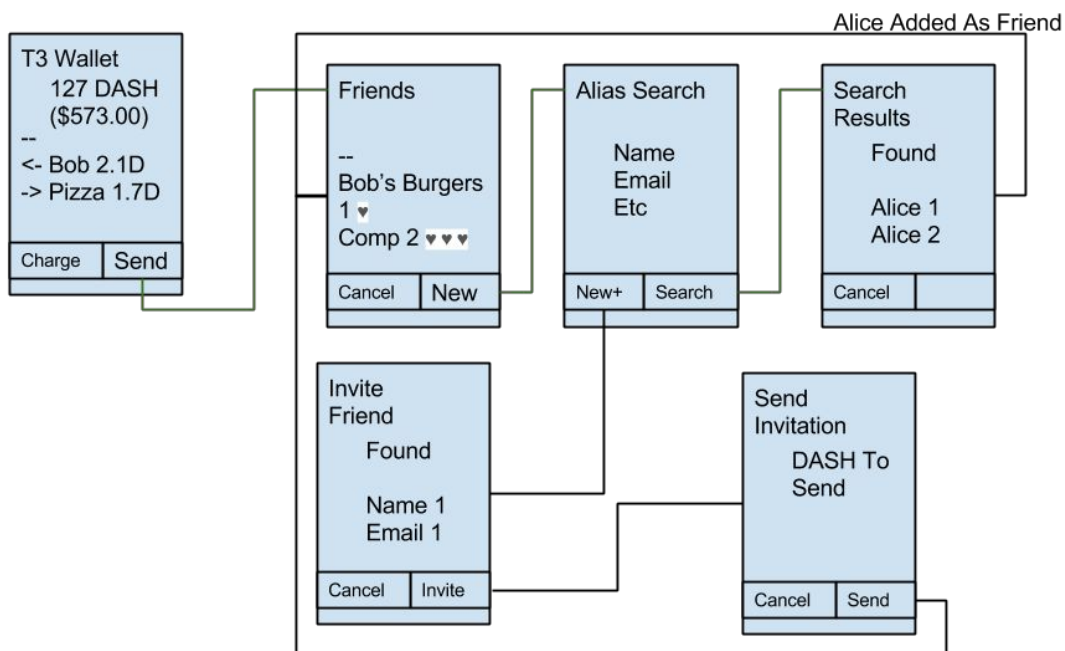 Alice Added As Friend
T3 Wallet
127 DASH
($573.00)
--
<- Bob 2.1D
-> Pizza 1.7D
Charge
Send
Friends
--
Bob's Burgers
1 ♥
Comp 2 ♥ ♥ ♥
Cancel
New
Alias Search
Name
Email
Etc
New+
Search
Search
Results
Found
Alice 1
Alice 2
Cancel
Invite
Friend
Found
Name 1
Email 1
Cancel
Invite
Send
Invitation
DASH To
Send
Cancel
Send